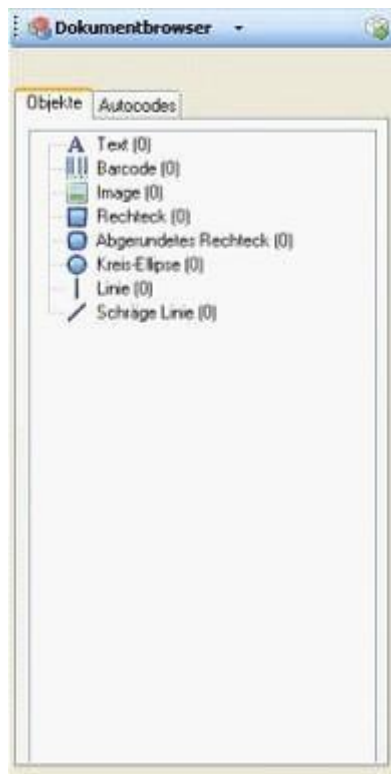 Dokumentbrowser
Objekte Autocodes
Text (0)
Barcode (0)
Image (0)
Rechteck (0)
Abgerundetes Rechteck (0)
Kreis-Ellipse (0)
Linie (0)
Schräge Linie (0)